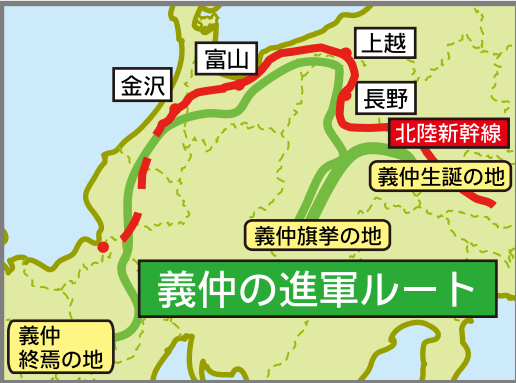 上越
富山
金沢
長野
北陸新幹線
義仲生誕の地
義仲旗挙の地
義仲の進軍ルート
義仲
終焉の地